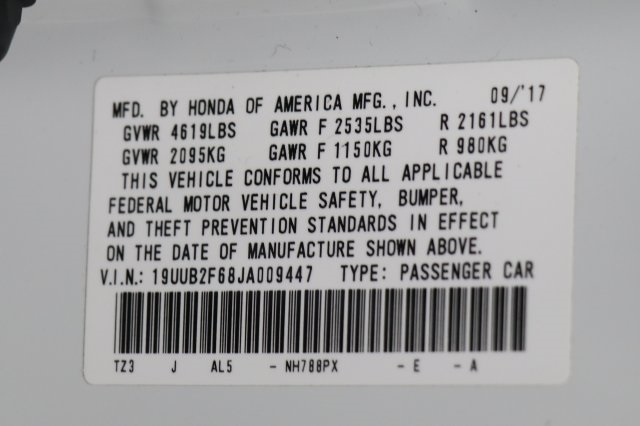 MFD. BY HONDA OF AMERICA MFG., INC. 09/'17
GVWR 4619LBS GAWR F 2535LBS R 2161LBS
GVWR 2095KG GAWR F 1150KG R 980KG
THIS VEHICLE CONFORMS TO ALL APPLICABLE
FEDERAL MOTOR VEHICLE SAFETY, BUMPER,
AND THEFT PREVENTION STANDARDS IN EFFECT
ON THE DATE OF MANUFACTURE SHOWN ABOVE.
V.I.N.: 19UUB2F68JA009447 TYPE: PASSENGER CAR
TZ3 J AL5 - NH788PX - E - A